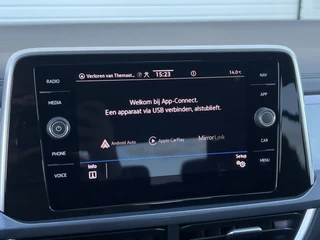 RADIO
MEDIA
PHONE
VOICE
Verloren van Themaat... 15:23 14.0°C
Welkom bij App-Connect.
Een apparaat via USB verbinden, alstublieft.
Android Auto Apple CarPlay MirrorLink
Info Setup
NAV
APP
CAR
MENU